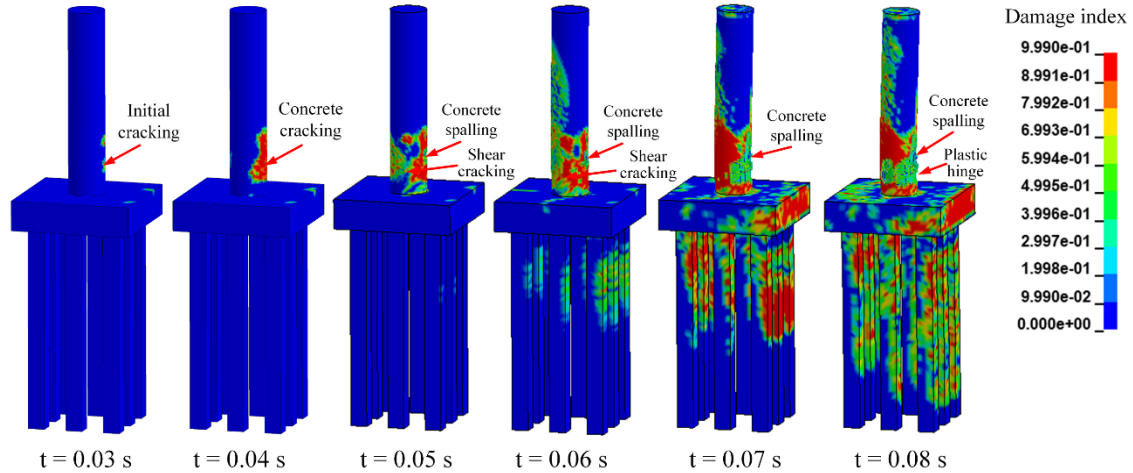 Damage index
9.990e-01
8.991e-01
7.992e-01
6.993e-01
5.994e-01
4.995e-01
3.996e-01
2.997e-01
1.998e-01
9.990e-02
0.000e+00
Initial
cracking
Concrete
cracking
Concrete
spalling
Shear
cracking
Concrete
spalling
Shear
cracking
Concrete
spalling
Concrete
spalling
Plastic
hinge
t = 0.03 s
t = 0.04 s
t = 0.05 s
t = 0.06 s
t = 0.07 s
t = 0.08 s